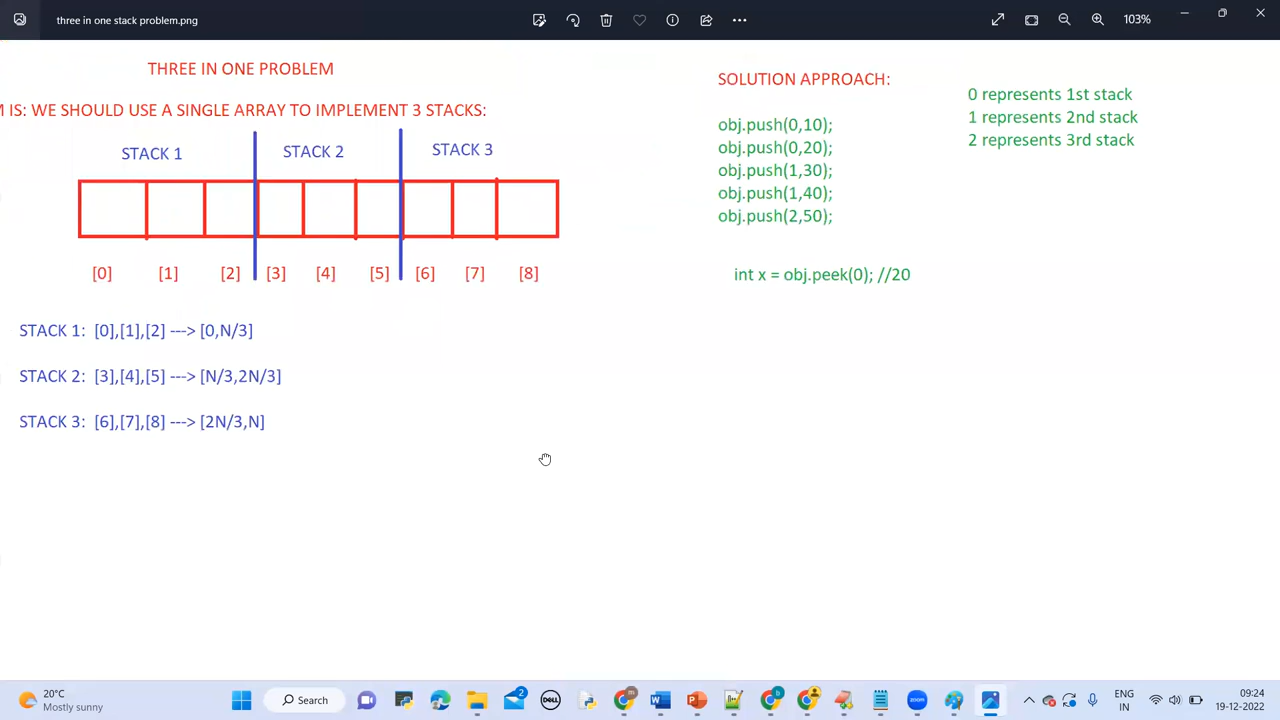 three in one stack problem.png
103%
THREE IN ONE PROBLEM
M IS: WE SHOULD USE A SINGLE ARRAY TO IMPLEMENT 3 STACKS:
STACK 1 STACK 2 STACK 3
[0] [1] [2] [3] [4] [5] [6] [7] [8]
STACK 1: [0],[1],[2] ---> [0,N/3]
STACK 2: [3],[4],[5] ---> [N/3,2N/3]
STACK 3: [6],[7],[8] ---> [2N/3,N]
SOLUTION APPROACH:
obj.push(0,10);
obj.push(0,20);
obj.push(1,30);
obj.push(1,40);
obj.push(2,50);
int x = obj.peek(0); //20
0 represents 1st stack
1 represents 2nd stack
2 represents 3rd stack
20°C
Mostly sunny
Search
2
DELL
m
b
zoom
ENG
IN
09:24
19-12-2022